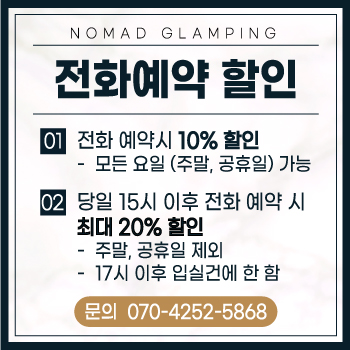 NOMAD GLAMPING
전화예약 할인
01 전화 예약시 10% 할인
- 모든 요일 (주말, 공휴일) 가능
02 당일 15시 이후 전화 예약 시
최대 20% 할인
- 주말, 공휴일 제외
- 17시 이후 입실건에 한 함
문의 070-4252-5868